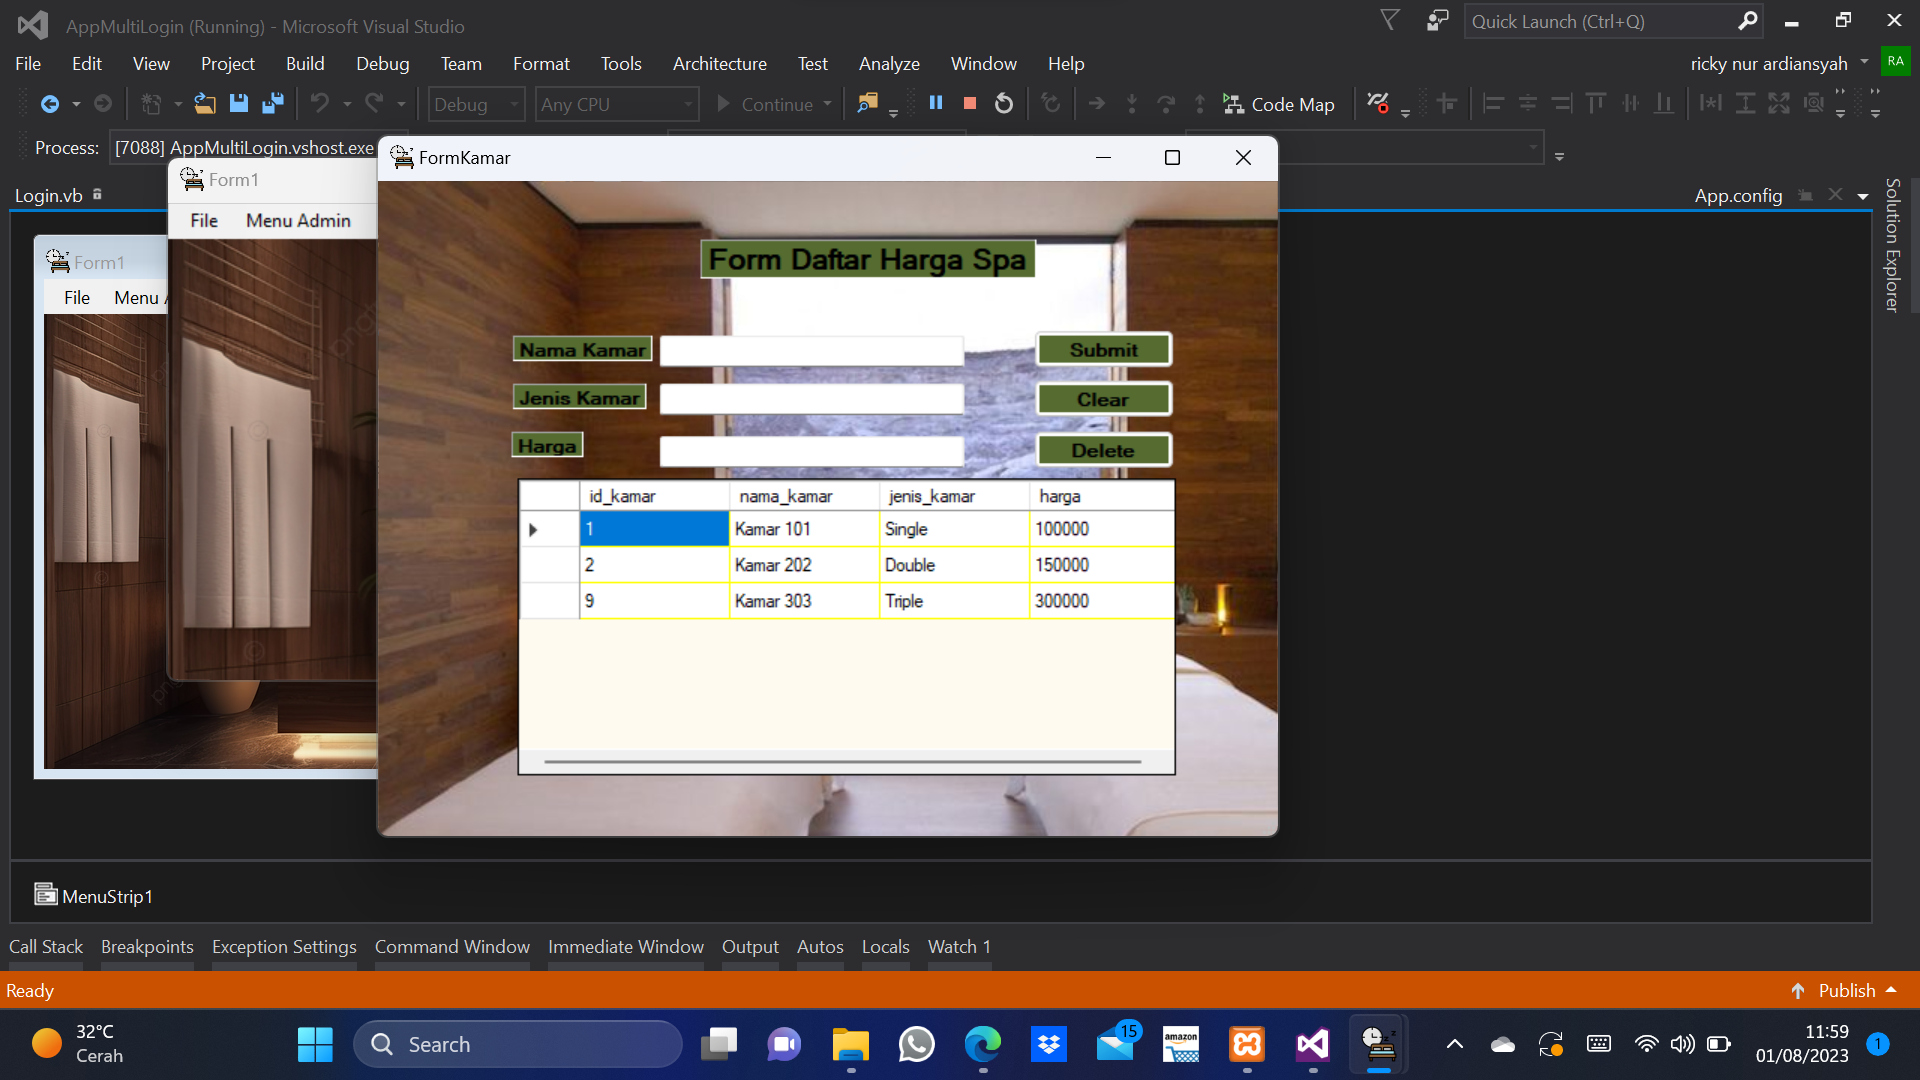 AppMultiLogin (Running) - Microsoft Visual Studio
Quick Launch (Ctrl+Q)
File Edit View Project Build Debug Team Format Tools Architecture Test Analyze Window Help
ricky nur ardiansyah
RA
Debug
Any CPU
Continue
Code Map
Process: [7088] AppMultiLogin.vshost.exe
Login.vb
App.config
Solution Explorer
Form1
File Menu Admin
Form1
File Menu
FormKamar
Form Daftar Harga Spa
Nama Kamar
Submit
Jenis Kamar
Clear
Harga
Delete
id_kamar nama_kamar jenis_kamar harga
1 Kamar 101 Single 100000
2 Kamar 202 Double 150000
9 Kamar 303 Triple 300000
MenuStrip1
Call Stack Breakpoints Exception Settings Command Window Immediate Window Output Autos Locals Watch 1
Ready
Publish
32°C
Cerah
Search
15
amazon
11:59
01/08/2023
1